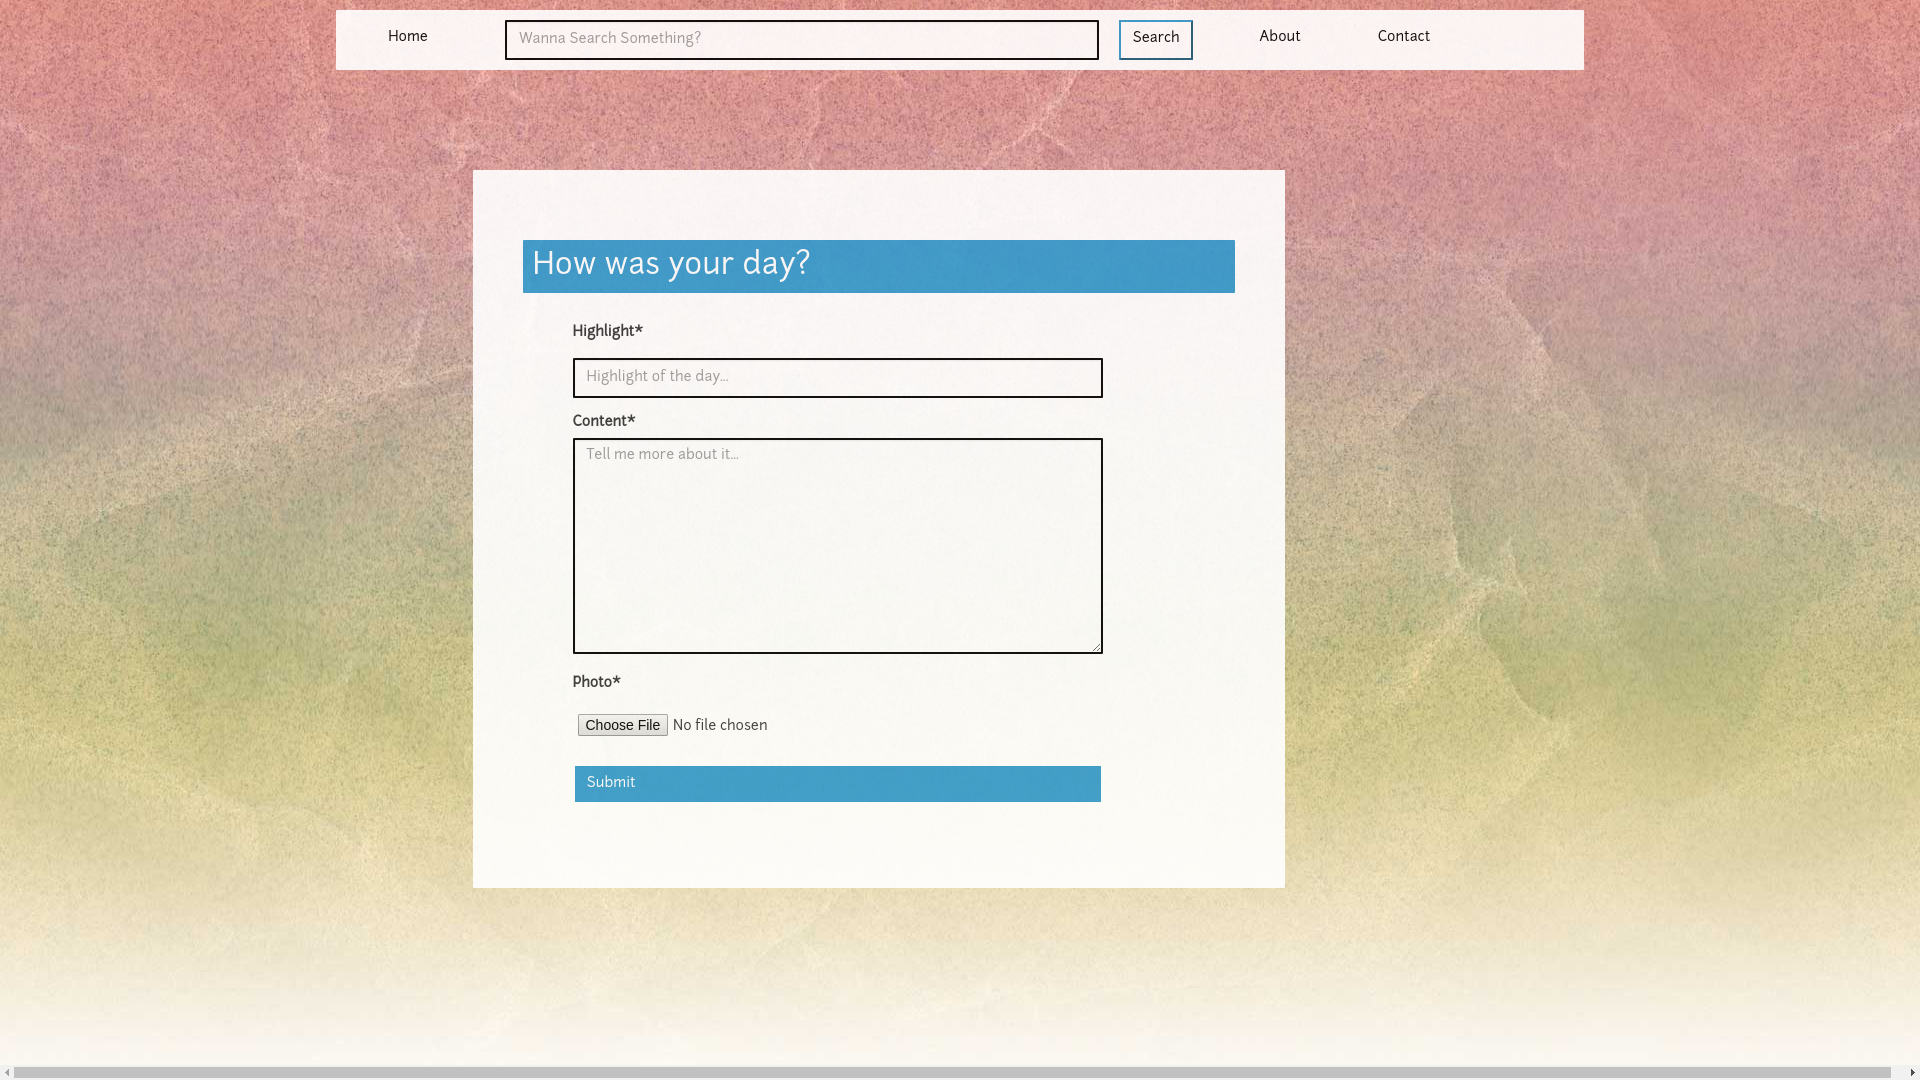 Home
Wanna Search Something?
Search
About
Contact
How was your day?
Highlight*
Highlight of the day...
Content*
Tell me more about it...
Photo*
Choose File No file chosen
Submit